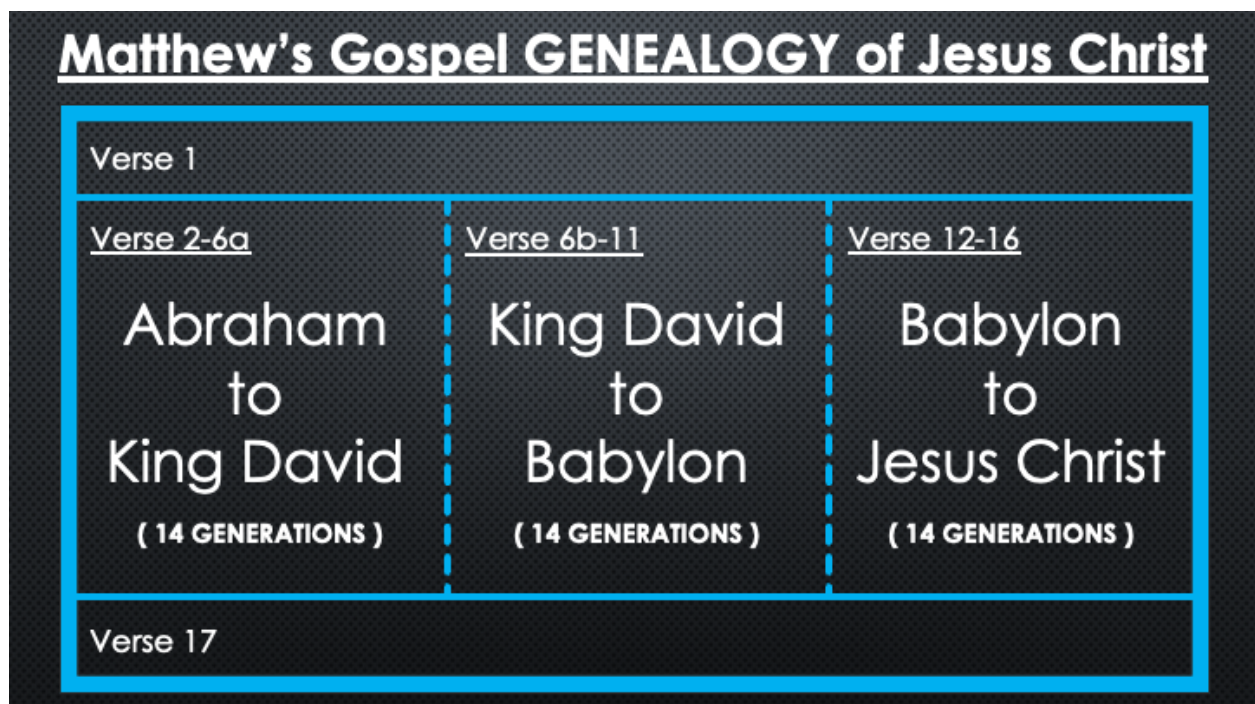 Matthew's Gospel GENEALOGY of Jesus Christ
Verse 1
Verse 2-6a
Abraham
to
King David
( 14 GENERATIONS )
Verse 6b-11
King David
to
Babylon
( 14 GENERATIONS )
Verse 12-16
Babylon
to
Jesus Christ
( 14 GENERATIONS )
Verse 17